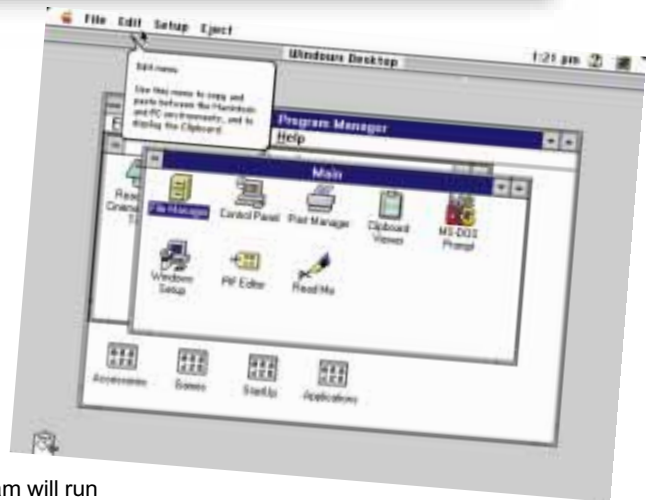 File Edit Setup Eject
Windows Desktop
1:21 pm
Edit menu
Use this menu to copy and
paste between the Macintosh
and PC environments, and to
display the Clipboard.
Program Manager
Help
Main
File Manager
Control Panel
Print Manager
Clipboard
Viewer
MS-DOS
Prompt
Windows
Setup
PIF Editor
Read Me
Accessories
Games
StartUp
Applications
am will run